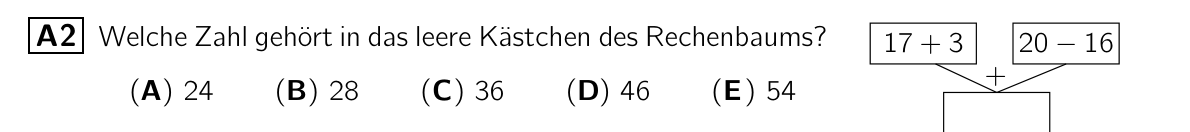 A2 Welche Zahl gehört in das leere Kästchen des Rechenbaums?
(A) 24 (B) 28 (C) 36 (D) 46 (E) 54
17 + 3 20 − 16
+